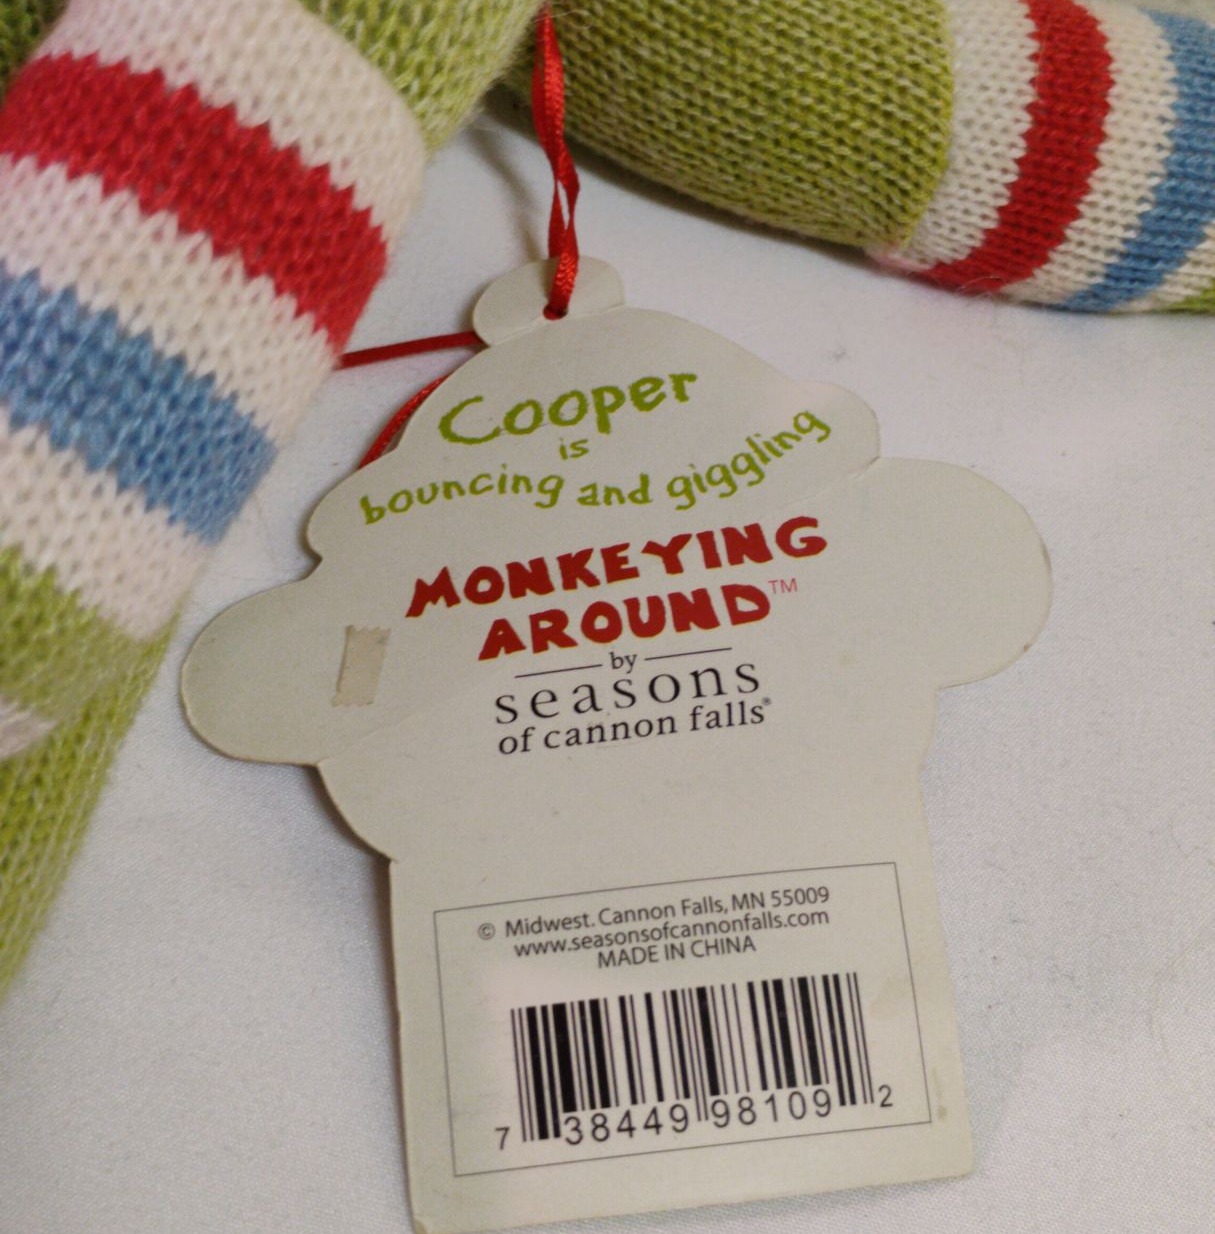 Cooper
is
bouncing and giggling
MONKEYING
AROUND™
by
seasons
of cannon falls®
© Midwest. Cannon Falls, MN 55009
www.seasonsofcannonfalls.com
MADE IN CHINA
7 38449 98109 2